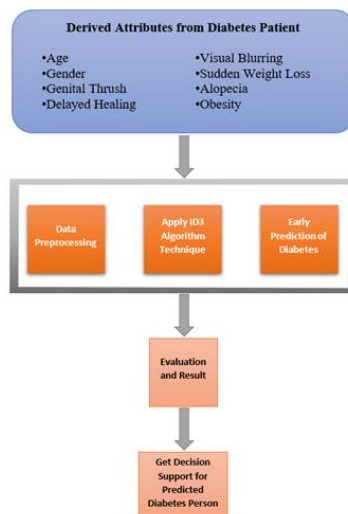 Derived Attributes from Diabetes Patient
•Age
•Gender
•Genital Thrush
•Delayed Healing
•Visual Blurring
•Sudden Weight Loss
•Alopecia
•Obesity
Data
Preprocessing
Apply ID3
Algorithm
Technique
Early
Prediction of
Diabetes
Evaluation
and Result
Get Decision
Support for
Predicted
Diabetes Person